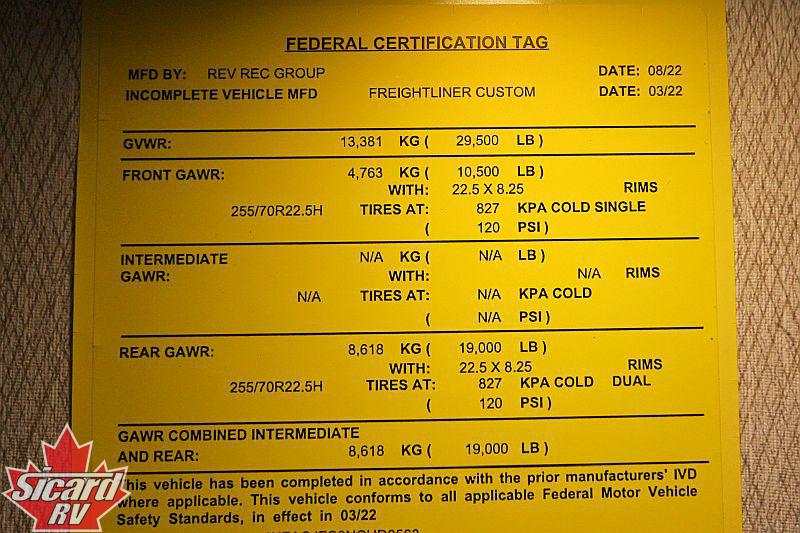 FEDERAL CERTIFICATION TAG
MFD BY: REV REC GROUP DATE: 08/22
INCOMPLETE VEHICLE MFD FREIGHTLINER CUSTOM DATE: 03/22
GVWR: 13,381 KG ( 29,500 LB )
FRONT GAWR: 4,763 KG ( 10,500 LB )
WITH: 22.5 X 8.25 RIMS
255/70R22.5H TIRES AT: 827 KPA COLD SINGLE
( 120 PSI )
INTERMEDIATE N/A KG ( N/A LB )
GAWR: WITH: N/A RIMS
N/A TIRES AT: N/A KPA COLD
( N/A PSI )
REAR GAWR: 8,618 KG ( 19,000 LB )
WITH: 22.5 X 8.25 RIMS
255/70R22.5H TIRES AT: 827 KPA COLD DUAL
( 120 PSI )
GAWR COMBINED INTERMEDIATE
AND REAR: 8,618 KG ( 19,000 LB )
This vehicle has been completed in accordance with the prior manufacturers' IVD
where applicable. This vehicle conforms to all applicable Federal Motor Vehicle
Safety Standards, in effect in 03/22
Sicard
RV